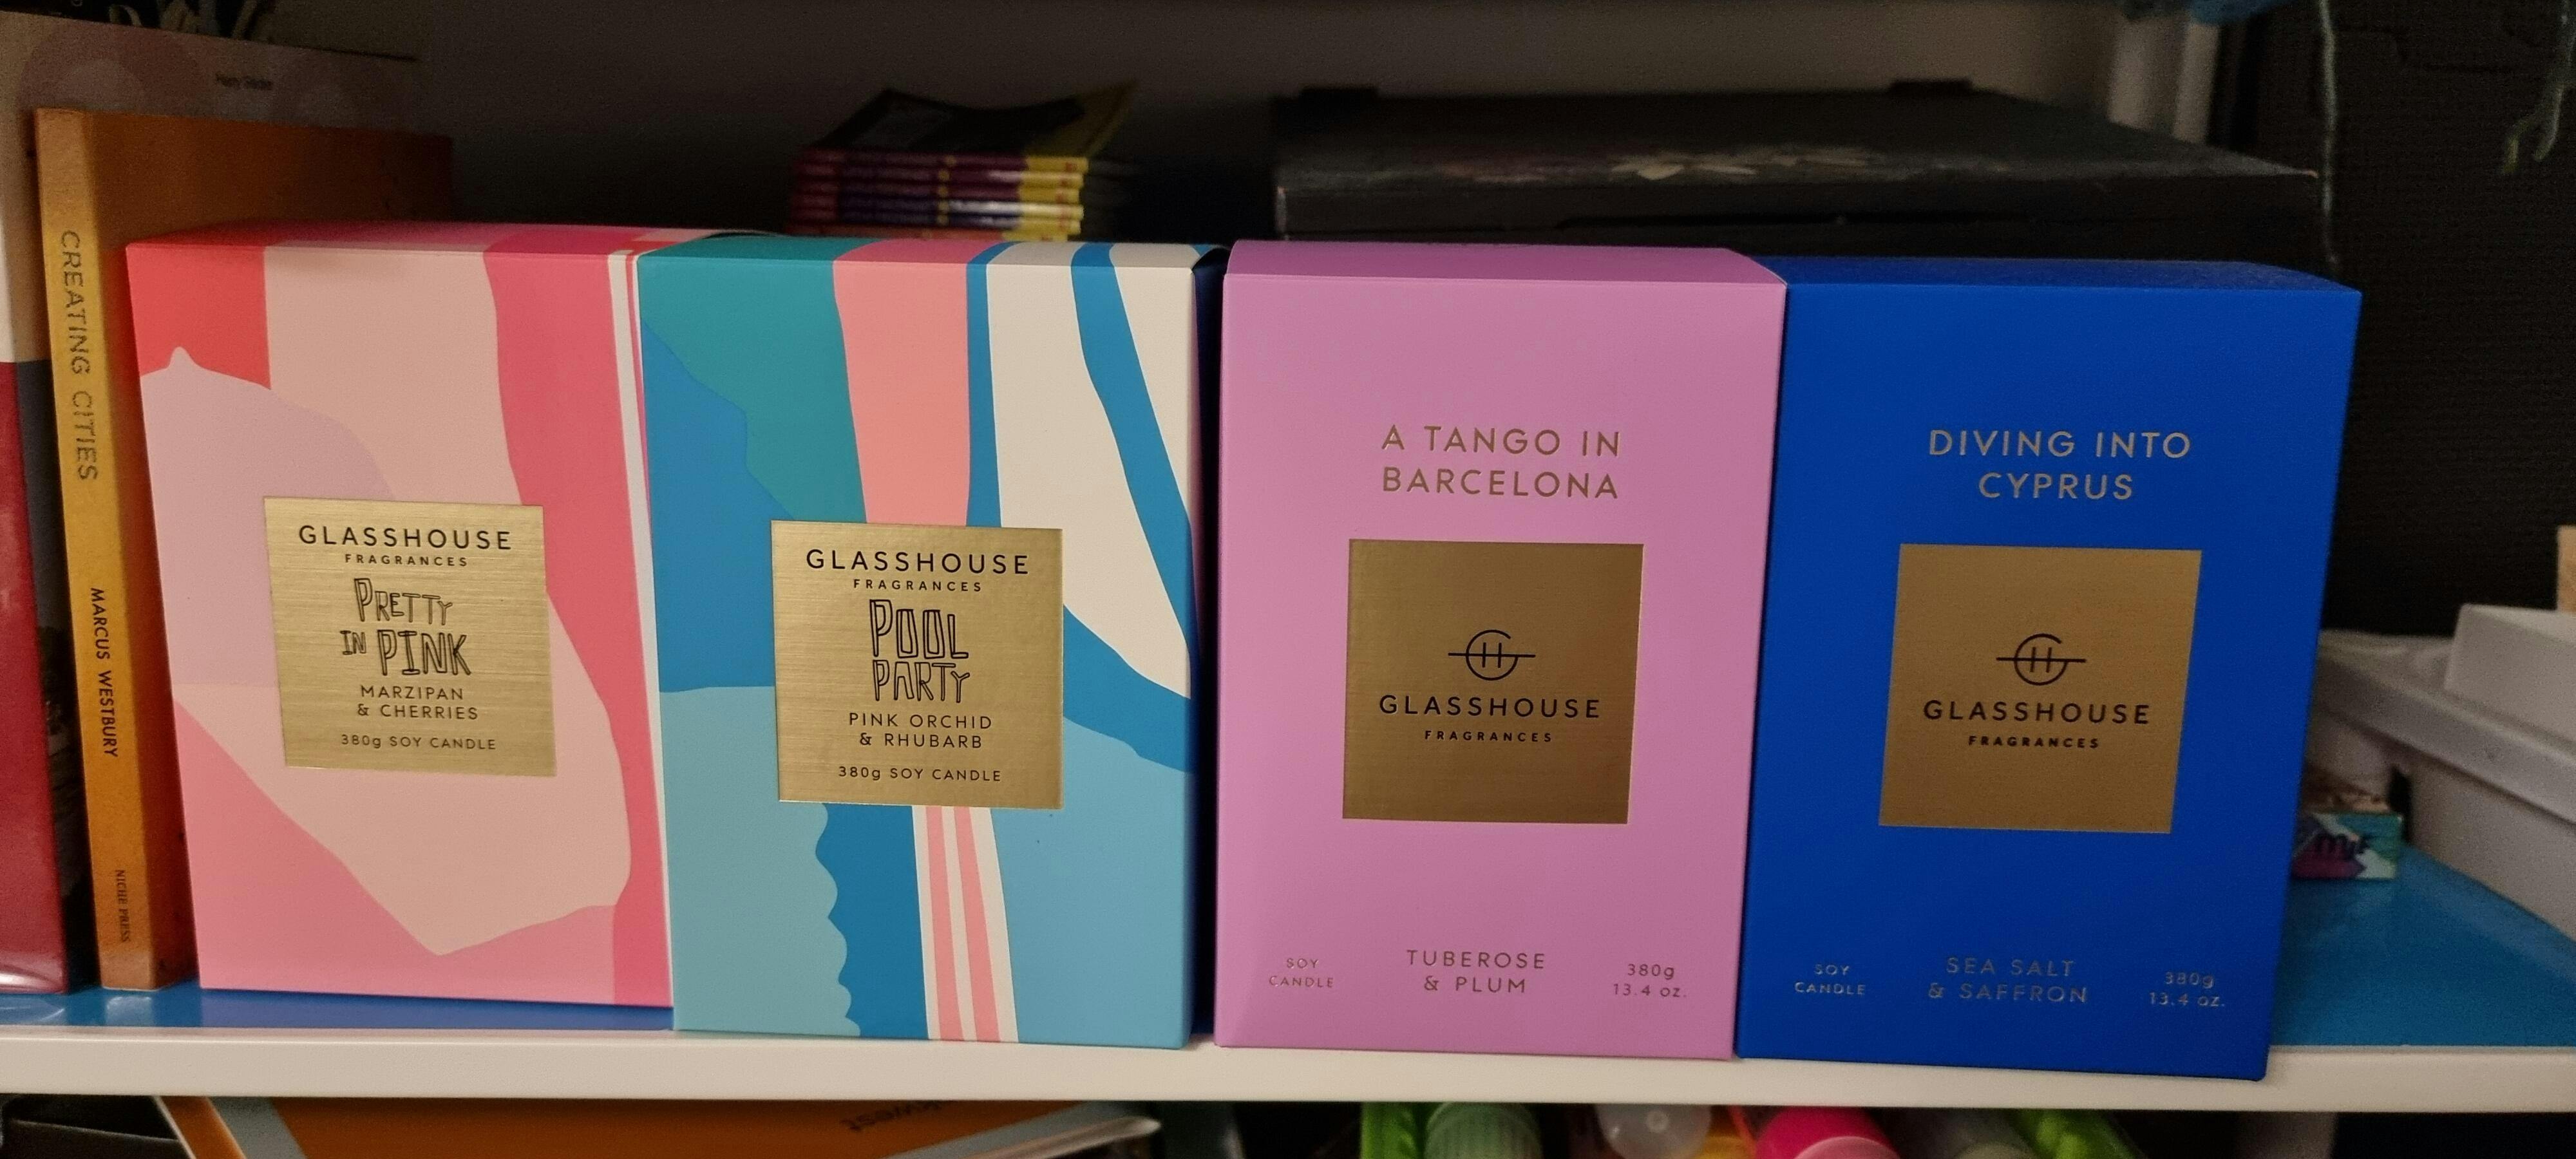 CREATING CITIES
MARCUS WESTBURY
NICHE PRESS
GLASSHOUSE
FRAGRANCES
PRETTY
IN PINK
MARZIPAN
& CHERRIES
380g SOY CANDLE
GLASSHOUSE
FRAGRANCES
POOL
PARTY
PINK ORCHID
& RHUBARB
380g SOY CANDLE
A TANGO IN
BARCELONA
GLASSHOUSE
FRAGRANCES
SOY
CANDLE
TUBEROSE
& PLUM
380g
13.4 oz.
DIVING INTO
CYPRUS
GLASSHOUSE
FRAGRANCES
SOY
CANDLE
SEA SALT
& SAFFRON
380g
13.4 oz.